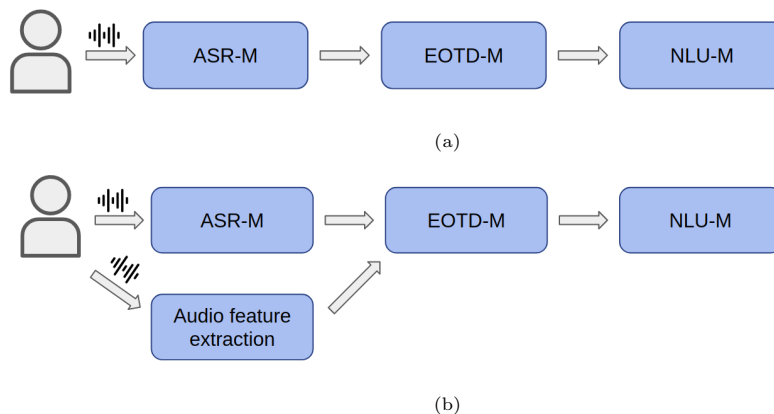 ASR-M
EOTD-M
NLU-M
(a)
ASR-M
EOTD-M
NLU-M
Audio feature
extraction
(b)